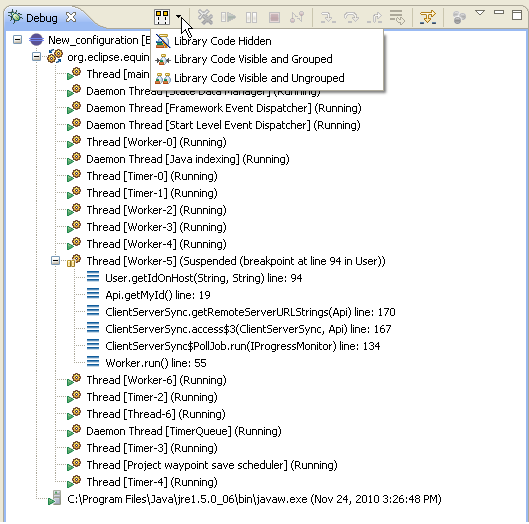 Debug
Library Code Hidden
Library Code Visible and Grouped
Library Code Visible and Ungrouped
New_configuration [E
org.eclipse.equin
Thread [main
Daemon Thread [State Data Manager] (Running)
Daemon Thread [Framework Event Dispatcher] (Running)
Daemon Thread [Start Level Event Dispatcher] (Running)
Thread [Worker-0] (Running)
Daemon Thread [Java indexing] (Running)
Thread [Timer-0] (Running)
Thread [Timer-1] (Running)
Thread [Worker-2] (Running)
Thread [Worker-3] (Running)
Thread [Worker-4] (Running)
Thread [Worker-5] (Suspended (breakpoint at line 94 in User))
User.getIdOnHost(String, String) line: 94
Api.getMyId() line: 19
ClientServerSync.getRemoteServerURLStrings(Api) line: 170
ClientServerSync.access$3(ClientServerSync, Api) line: 167
ClientServerSync$PollJob.run(IProgressMonitor) line: 134
Worker.run() line: 55
Thread [Worker-6] (Running)
Thread [Timer-2] (Running)
Thread [Thread-6] (Running)
Daemon Thread [TimerQueue] (Running)
Thread [Timer-3] (Running)
Thread [Project waypoint save scheduler] (Running)
Thread [Timer-4] (Running)
C:\Program Files\Java\jre1.5.0_06\bin\javaw.exe (Nov 24, 2010 3:26:48 PM)